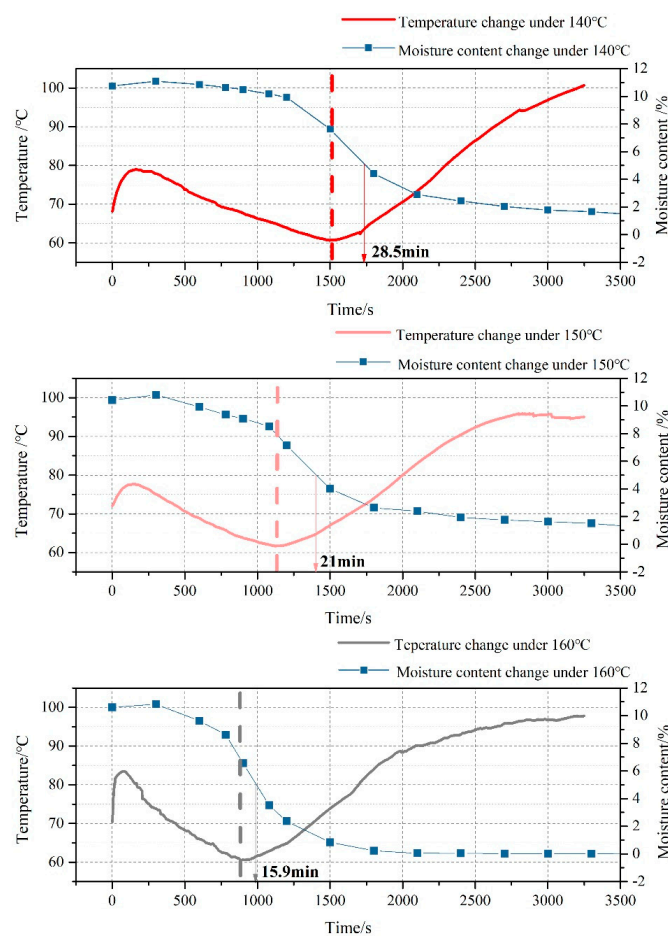 Temperature change under 140℃
Moisture content change under 140℃
Temperature /℃
100
90
80
70
60
12
11
10
8
6
4
2
0
-2
Moisture content /%
28.5min
0 500 1000 1500 2000 2500 3000 3500
Time/s
Temperature change under 150℃
Moisture content change under 150℃
Temperature /℃
100
90
80
70
60
12
10
8
6
4
2
0
-2
Moisture content /%
21min
0 500 1000 1500 2000 2500 3000 3500
Time/s
Teperature change under 160℃
Moisture content change under 160℃
Temperature/℃
100
90
80
70
60
12
10
8
6
4
2
0
-2
Moisture content/%
15.9min
0 500 1000 1500 2000 2500 3000 3500
Time/s